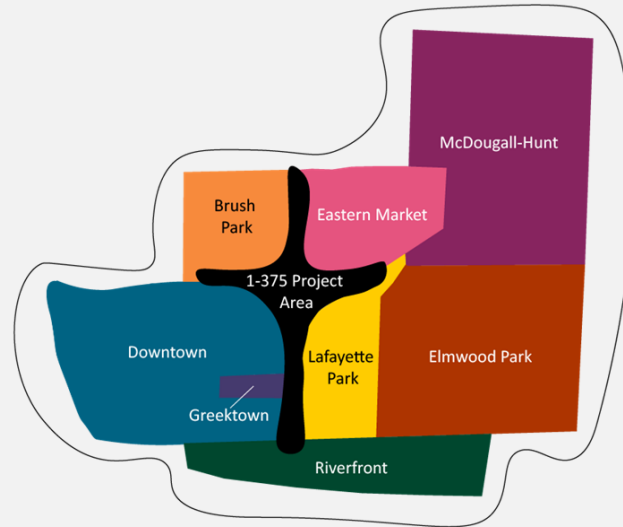 McDougall-Hunt
Brush
Park
Eastern Market
1-375 Project
Area
Downtown
Lafayette
Park
Elmwood Park
Greektown
Riverfront